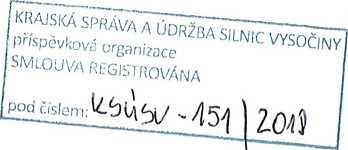 KRAJSKÁ SPRÁVA A ÚDRŽBA SILNIC VYSOČINY
příspěvková organizace
SMLOUVA REGISTROVÁNA
pod číslem: KSÚSV - 151 / 2018